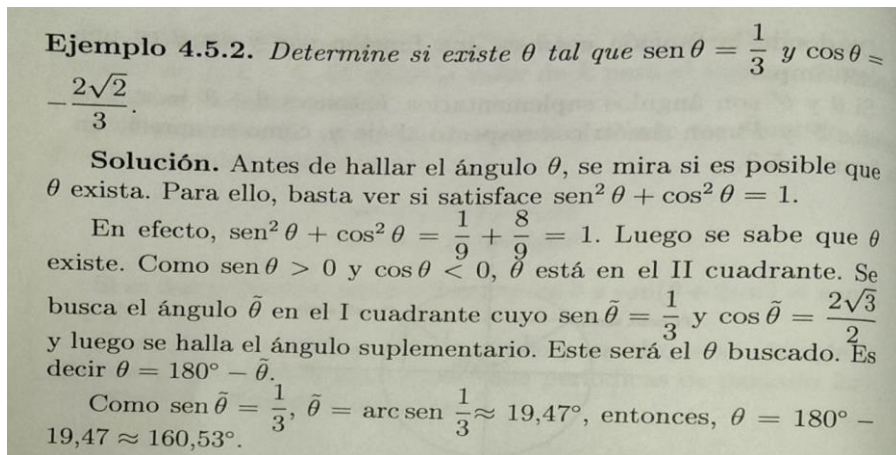 Ejemplo 4.5.2. Determine si existe θ tal que sen θ = 1/3 y cos θ =
−2√2/3.
Solución. Antes de hallar el ángulo θ, se mira si es posible que
θ exista. Para ello, basta ver si satisface sen² θ + cos² θ = 1.
En efecto, sen² θ + cos² θ = 1/9 + 8/9 = 1. Luego se sabe que θ
existe. Como sen θ > 0 y cos θ < 0, θ está en el II cuadrante. Se
busca el ángulo θ̃ en el I cuadrante cuyo sen θ̃ = 1/3 y cos θ̃ = 2√3/2
y luego se halla el ángulo suplementario. Este será el θ buscado. Es
decir θ = 180° − θ̃.
Como sen θ̃ = 1/3, θ̃ = arc sen 1/3 ≈ 19,47°, entonces, θ = 180° −
19,47 ≈ 160,53°.